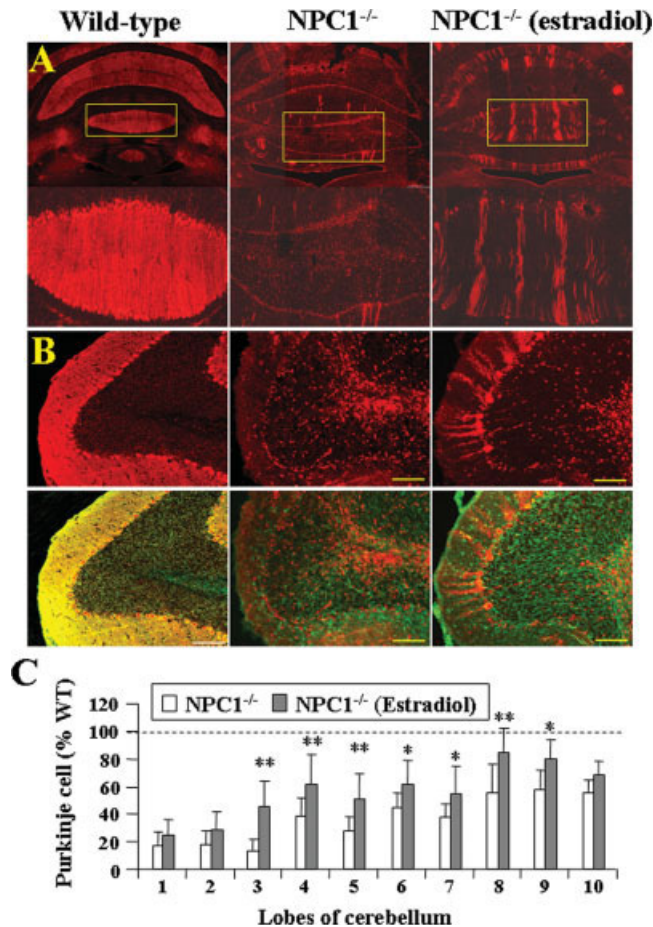 Wild-type NPC1⁻/⁻ NPC1⁻/⁻ (estradiol)
A
B
C
NPC1⁻/⁻ NPC1⁻/⁻ (Estradiol)
Purkinje cell (% WT)
120
100
80
60
40
20
0
** ** ** * * ** *
1 2 3 4 5 6 7 8 9 10
Lobes of cerebellum